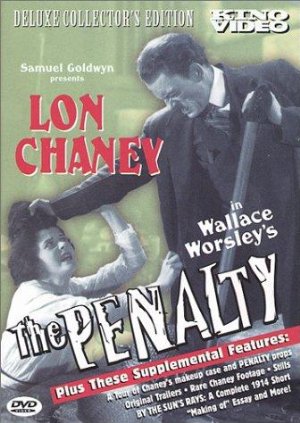 DELUXE COLLECTOR'S EDITION
KINO
VIDEO
Samuel Goldwyn
presents
LON
CHANEY
in
Wallace
Worsley's
The PENALTY
Plus These Supplemental Features:
A Tour of Chaney's makeup case and PENALTY props
Original Trailers • Rare Chaney Footage • Stills
BY THE SUN'S RAYS: A Complete 1914 Short
"Making of" Essay and More!
DVD
VIDEO